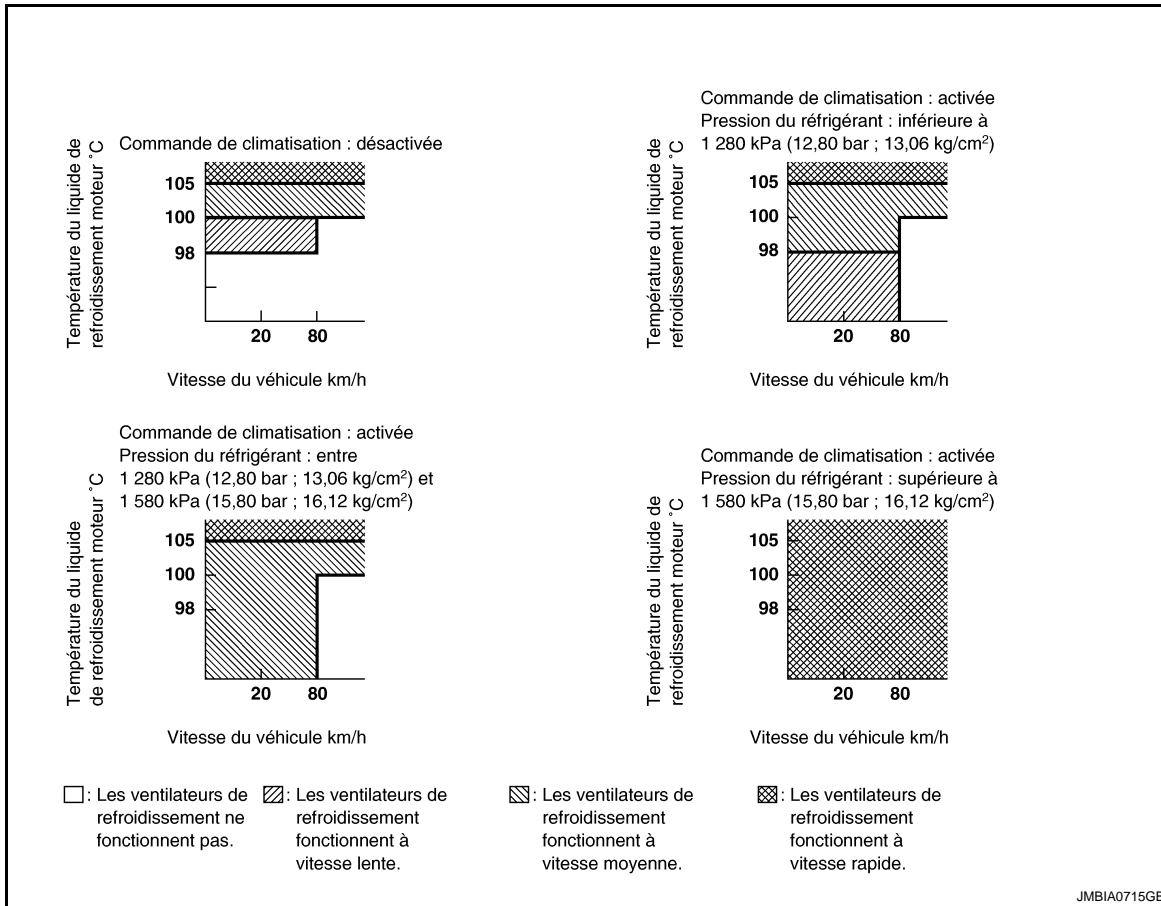 Commande de climatisation : désactivée
Température du liquide de
refroidissement moteur ˚C
105
100
98
20 80
Vitesse du véhicule km/h
Commande de climatisation : activée
Pression du réfrigérant : inférieure à
1 280 kPa (12,80 bar ; 13,06 kg/cm²)
Température du liquide de
refroidissement moteur ˚C
105
100
98
20 80
Vitesse du véhicule km/h
Commande de climatisation : activée
Pression du réfrigérant : entre
1 280 kPa (12,80 bar ; 13,06 kg/cm²) et
1 580 kPa (15,80 bar ; 16,12 kg/cm²)
Température du liquide
de refroidissement moteur ˚C
105
100
98
20 80
Vitesse du véhicule km/h
Commande de climatisation : activée
Pression du réfrigérant : supérieure à
1 580 kPa (15,80 bar ; 16,12 kg/cm²)
Température du liquide de
refroidissement moteur ˚C
105
100
98
20 80
Vitesse du véhicule km/h
: Les ventilateurs de
refroidissement ne
fonctionnent pas.
: Les ventilateurs de
refroidissement
fonctionnent à
vitesse lente.
: Les ventilateurs de
refroidissement
fonctionnent à
vitesse moyenne.
: Les ventilateurs de
refroidissement
fonctionnent à
vitesse rapide.
JMBIA0715GB